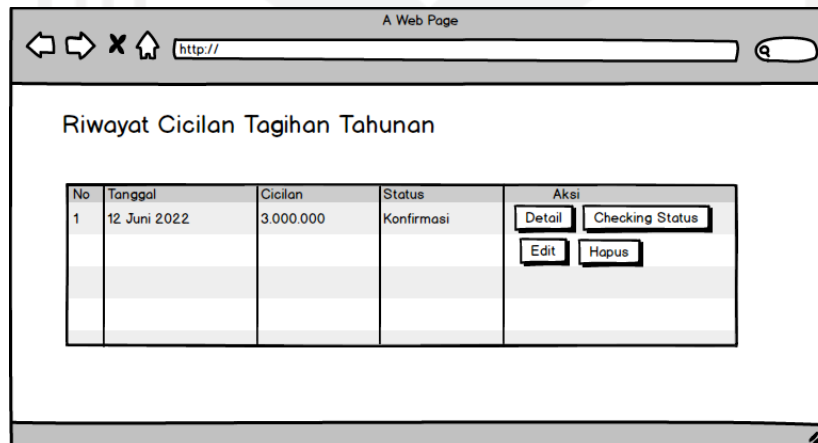 A Web Page
http://
Riwayat Cicilan Tagihan Tahunan
No Tanggal Cicilan Status Aksi
1 12 Juni 2022 3.000.000 Konfirmasi Detail Checking Status
Edit Hapus